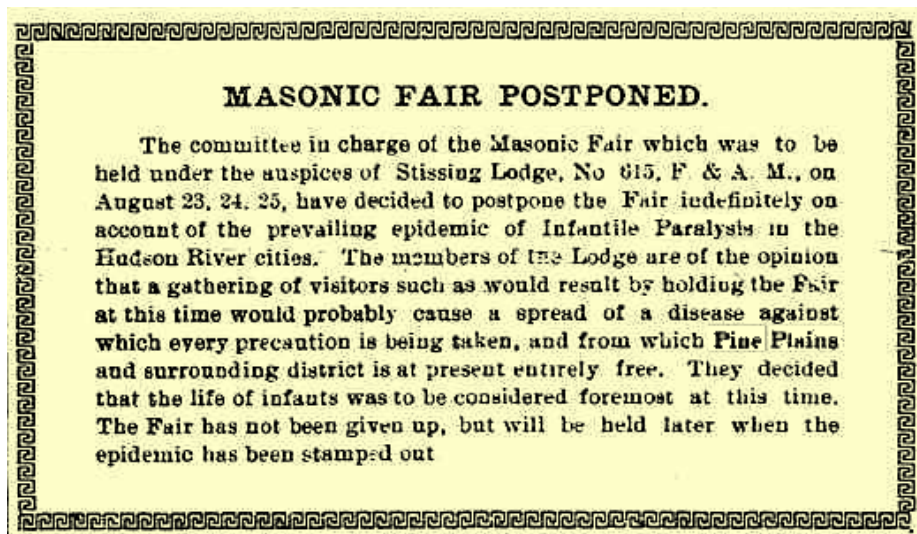 MASONIC FAIR POSTPONED.
The committee in charge of the Masonic Fair which was to be
held under the auspices of Stissing Lodge, No 615, F. & A. M., on
August 23, 24, 25, have decided to postpone the Fair indefinitely on
account of the prevailing epidemic of Infantile Paralysis in the
Hudson River cities. The members of the Lodge are of the opinion
that a gathering of visitors such as would result by holding the Fair
at this time would probably cause a spread of a disease against
which every precaution is being taken, and from which Pine Plains
and surrounding district is at present entirely free. They decided
that the life of infants was to be considered foremost at this time.
The Fair has not been given up, but will be held later when the
epidemic has been stamped out